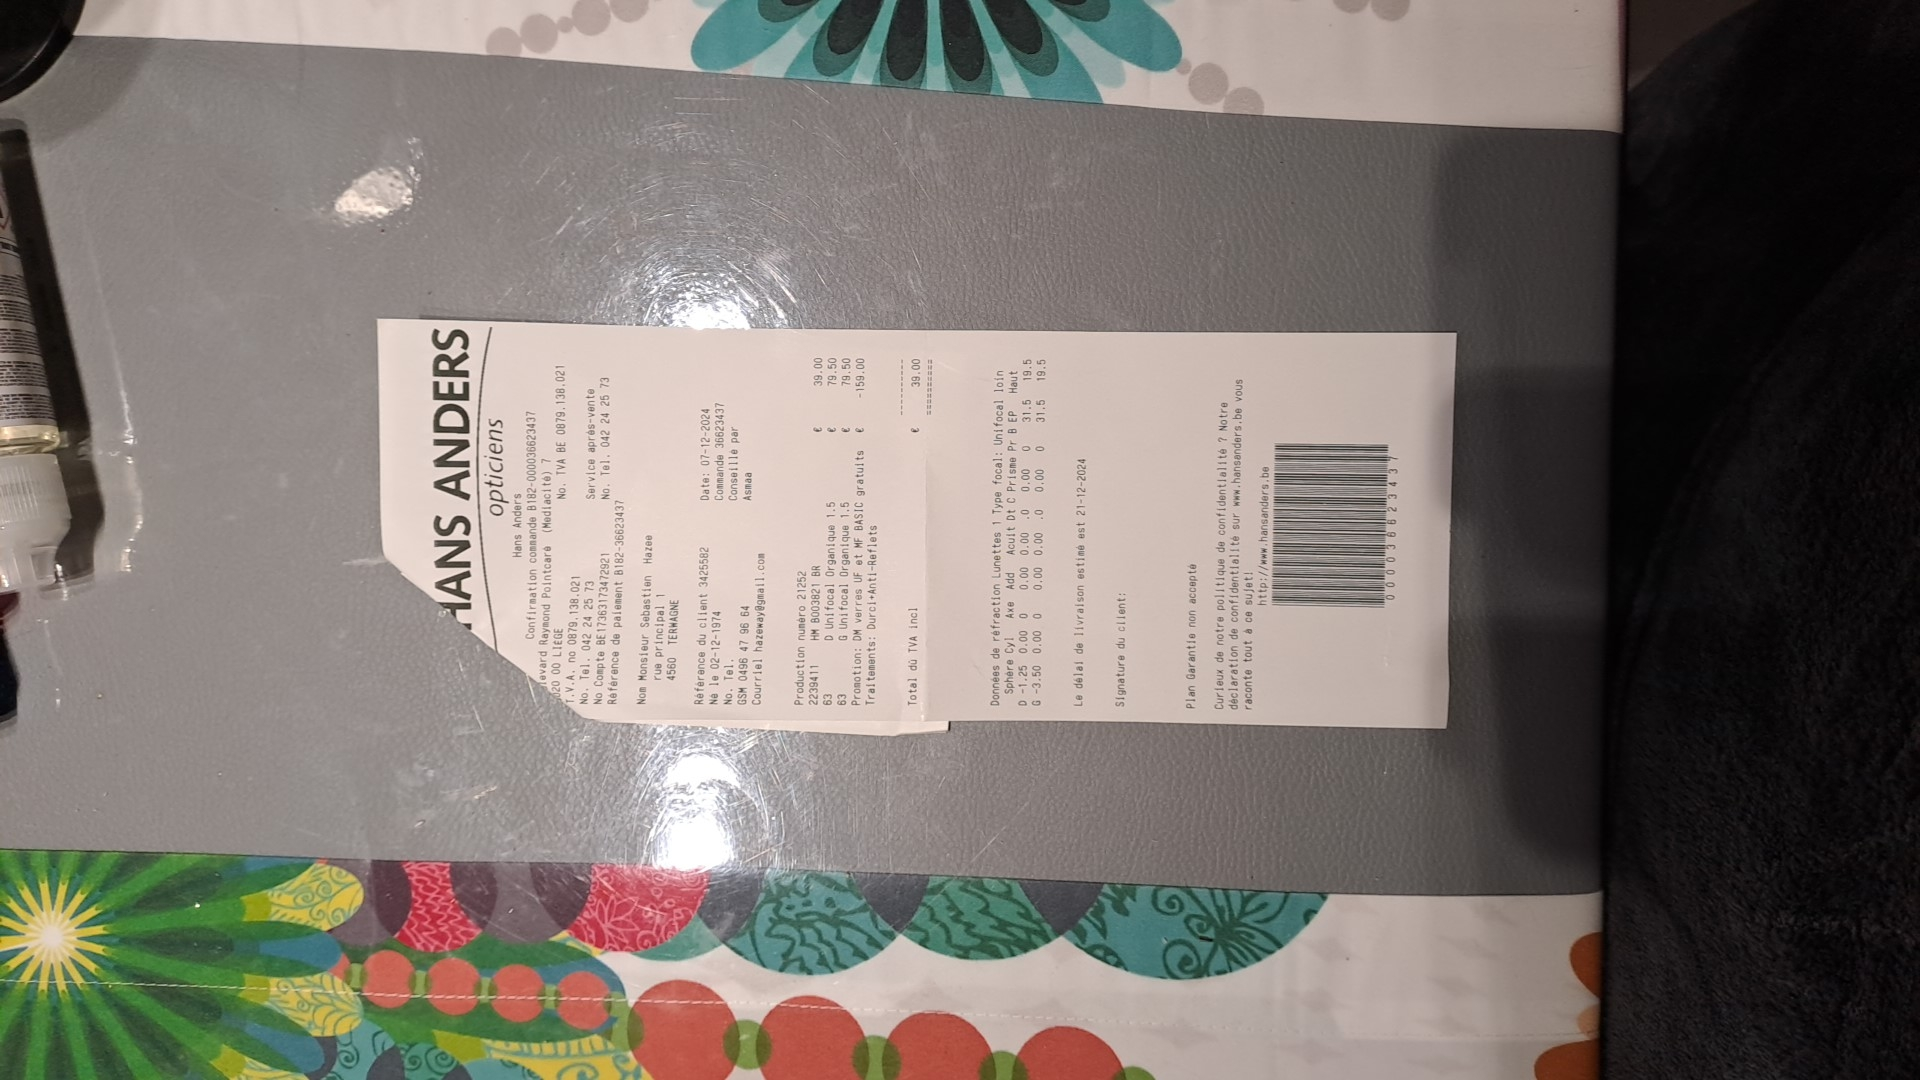 HANS ANDERS
opticiens
Hans Anders
Confirmation commande B182-000036623437
levard Raymond Pointcaré (Mediacité) 7
020 00 LIEGE No. TVA BE 0879.138.021
T.V.A. no 0879.138.021
No. Tel. 042 24 25 73 Service après-vente
No Compte BE17363173472921 No. Tel. 042 24 25 73
Référence de paiement B182-36623437
Nom Monsieur Sebastien Hazee
rue principal 1
4560 TERWAGNE
Référence du client 3425582 Date: 07-12-2024
Né le 02-12-1974 Commande 36623437
No. Tel. Conseille par
GSM 0496 47 96 64 Asmaa
Courriel hazeway@gmail.com
Production numéro 21252
2239411 HM B003821 BR € 39.00
63 D Unifocal Organique 1.5 € 79.50
63 G Unifocal Organique 1.5 € 79.50
Promotion: DM verres UF et MF BASIC gratuits € -159.00
Traitements: Durci+Anti-Reflets
Total dû TVA incl € 39.00
Données de réfraction Lunettes 1 Type focal: Unifocal loin
Sphère Cyl Axe Add Acuit Dt C Prisme Pr B EP Haut
D -1.25 0.00 0 0.00 0.00 .0 0.00 0 31.5 19.5
G -3.50 0.00 0 0.00 0.00 .0 0.00 0 31.5 19.5
Le délai de livraison estimé est 21-12-2024
Signature du client:
Plan Garantie non accepté
Curieux de notre politique de confidentialité ? Notre
déclaration de confidentialité sur www.hansanders.be vous
raconte tout à ce sujet!
http://www.hansanders.be
000036623437